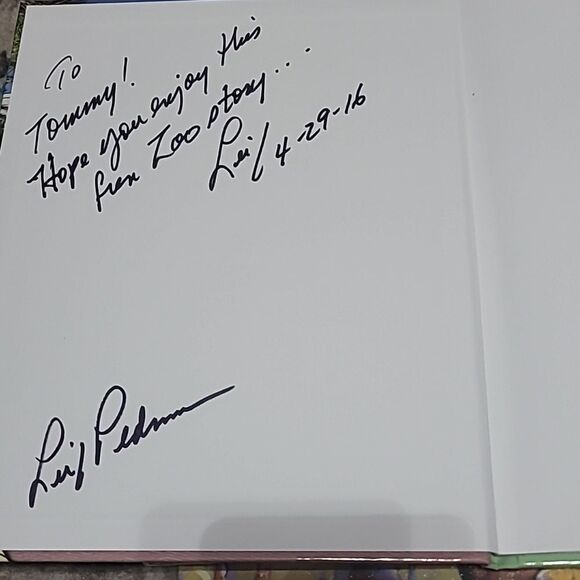 To
Tommy!
Hope you enjoy this
fun Zoo story...
Leif 4-29-16
Leif Pedersen